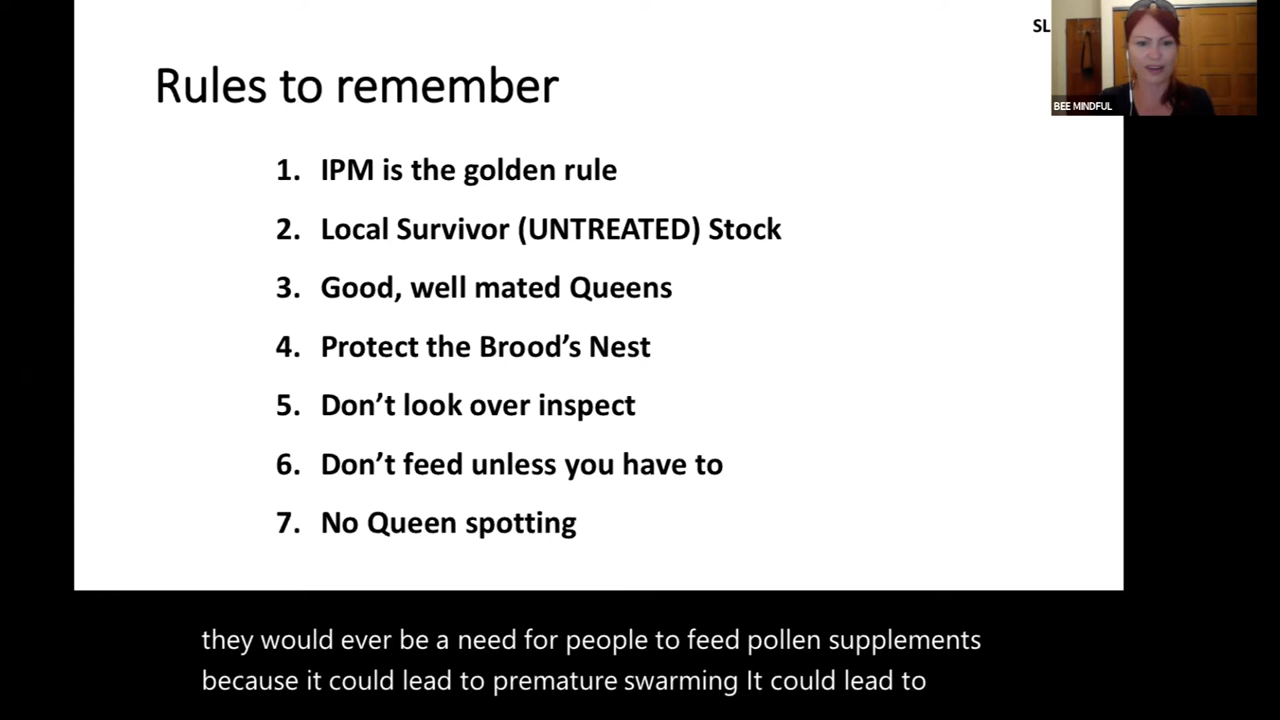 SL
Rules to remember
BEE MINDFUL
1. IPM is the golden rule
2. Local Survivor (UNTREATED) Stock
3. Good, well mated Queens
4. Protect the Brood’s Nest
5. Don’t look over inspect
6. Don’t feed unless you have to
7. No Queen spotting
they would ever be a need for people to feed pollen supplements
because it could lead to premature swarming It could lead to